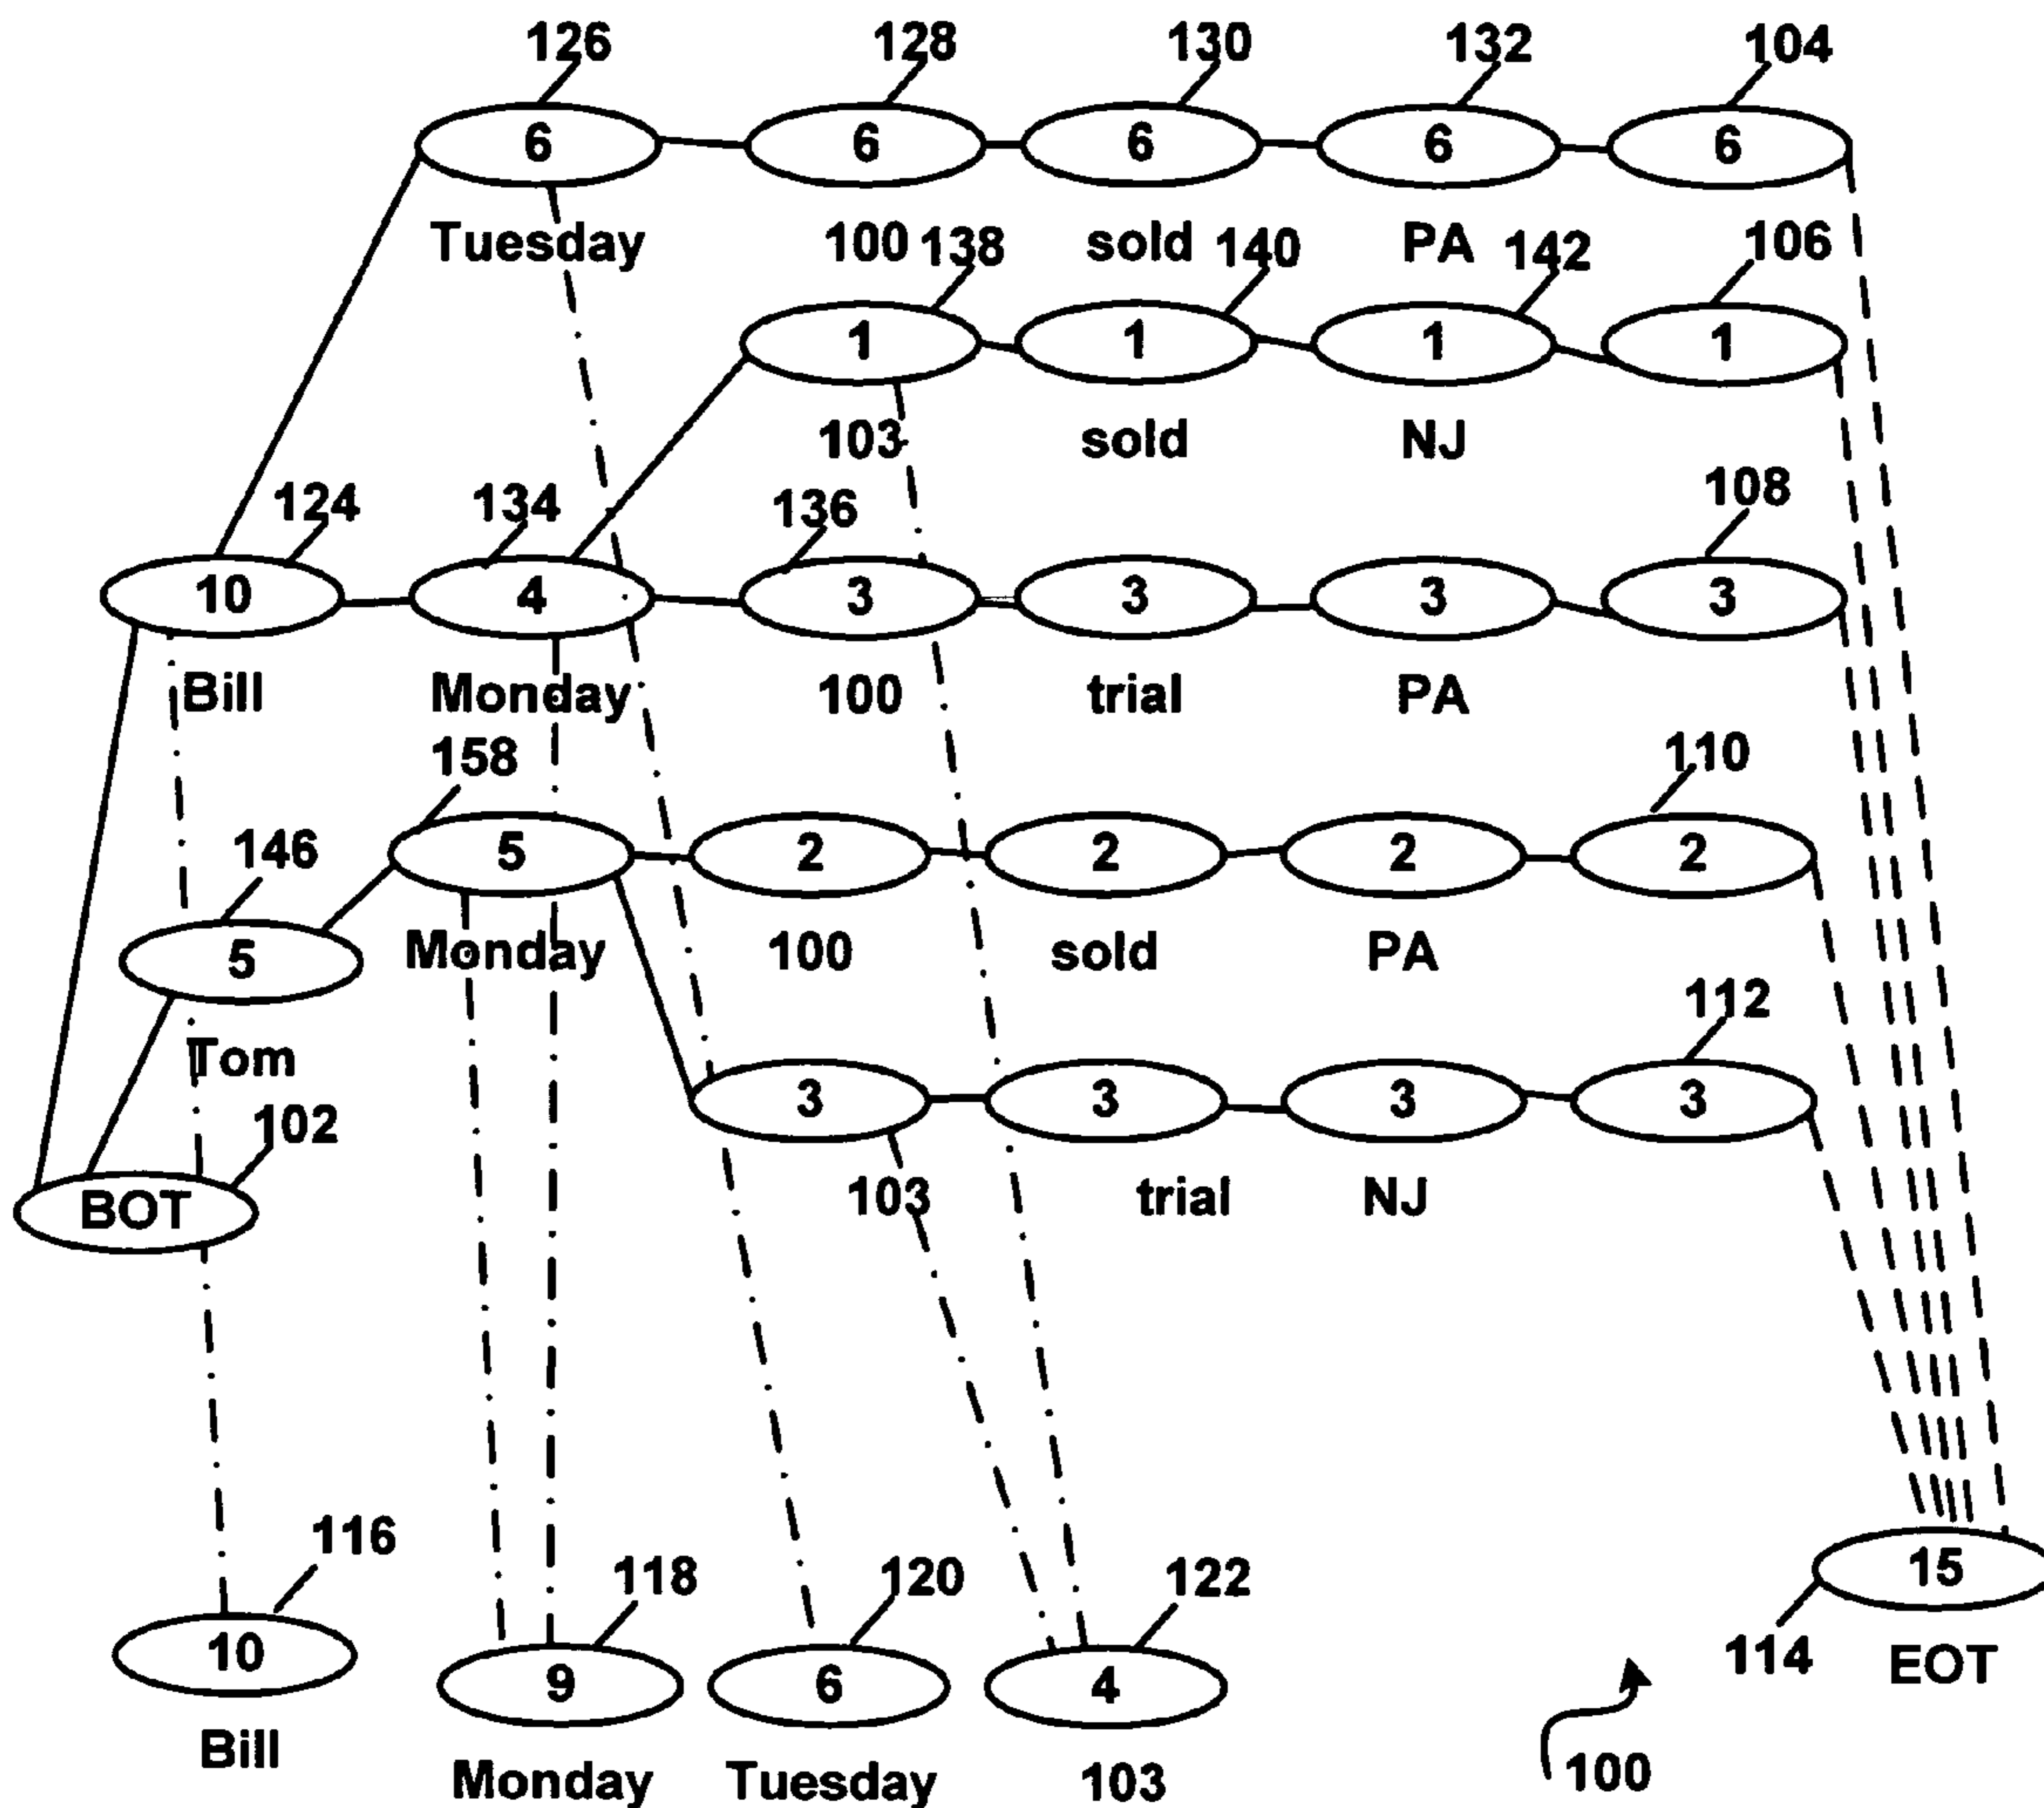 126 128 130 132 104
6 6 6 6 6
Tuesday 100 138 sold 140 PA 142 106
1 1 1 1
103 sold NJ
124 134 136 108
10 4 3 3 3 3
Bill Monday 100 trial PA
158 110
5 2 2 2 2
146
5 Monday 100 sold PA
112
Tom
3 3 3 3
102
BOT 103 trial NJ
116 118 120 122
15
10 9 6 4
114 EOT
Bill Monday Tuesday 103 100